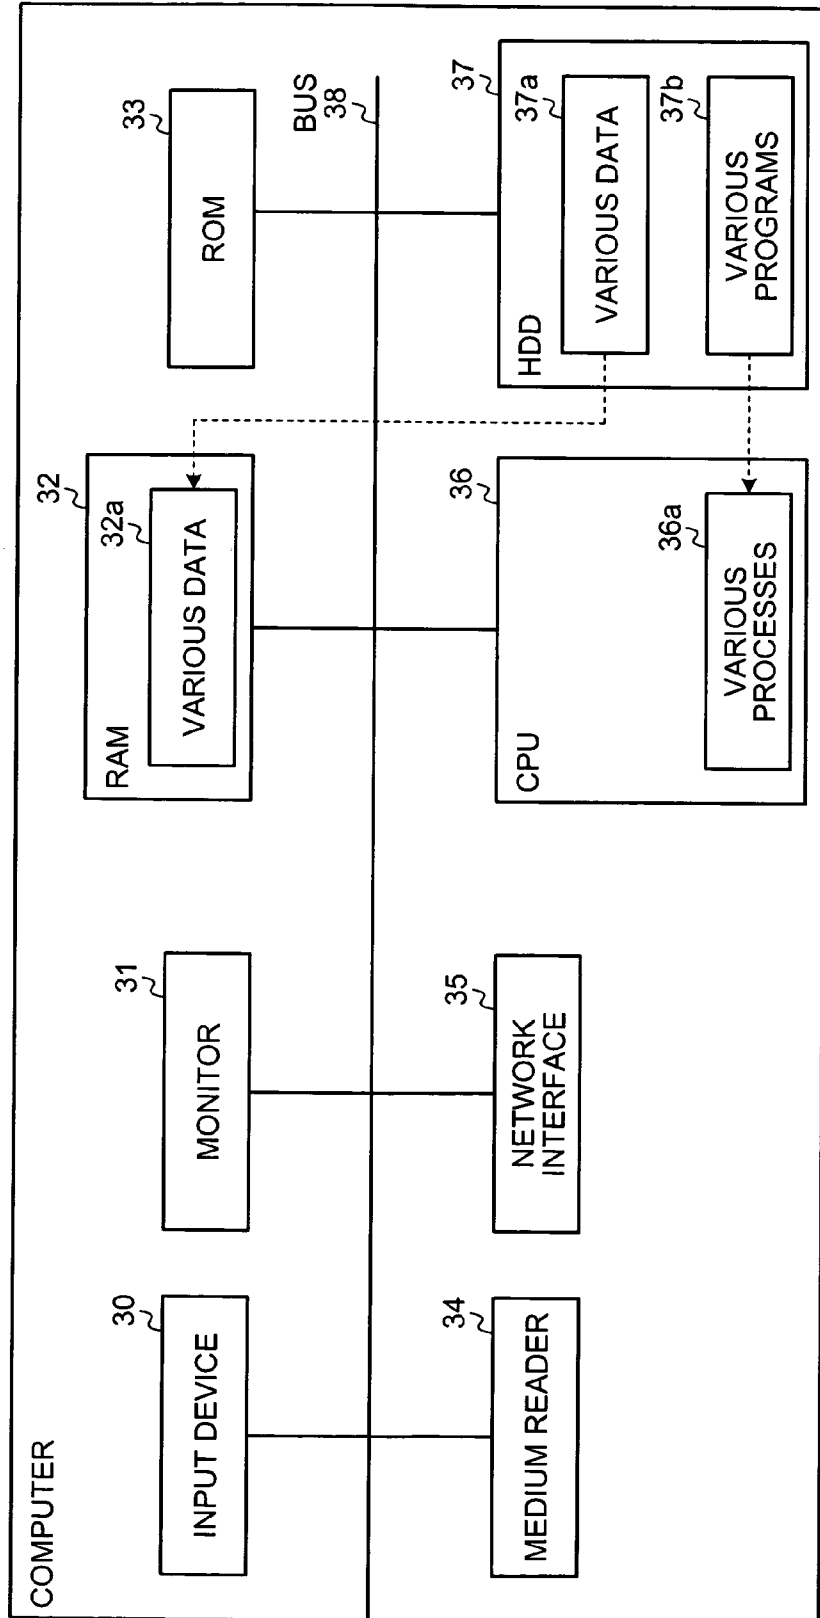 COMPUTER
30
INPUT DEVICE
31
MONITOR
32
RAM
32a
VARIOUS DATA
33
ROM
BUS
38
34
MEDIUM READER
35
NETWORK
INTERFACE
36
CPU
36a
VARIOUS
PROCESSES
37
HDD
37a
VARIOUS DATA
37b
VARIOUS
PROGRAMS